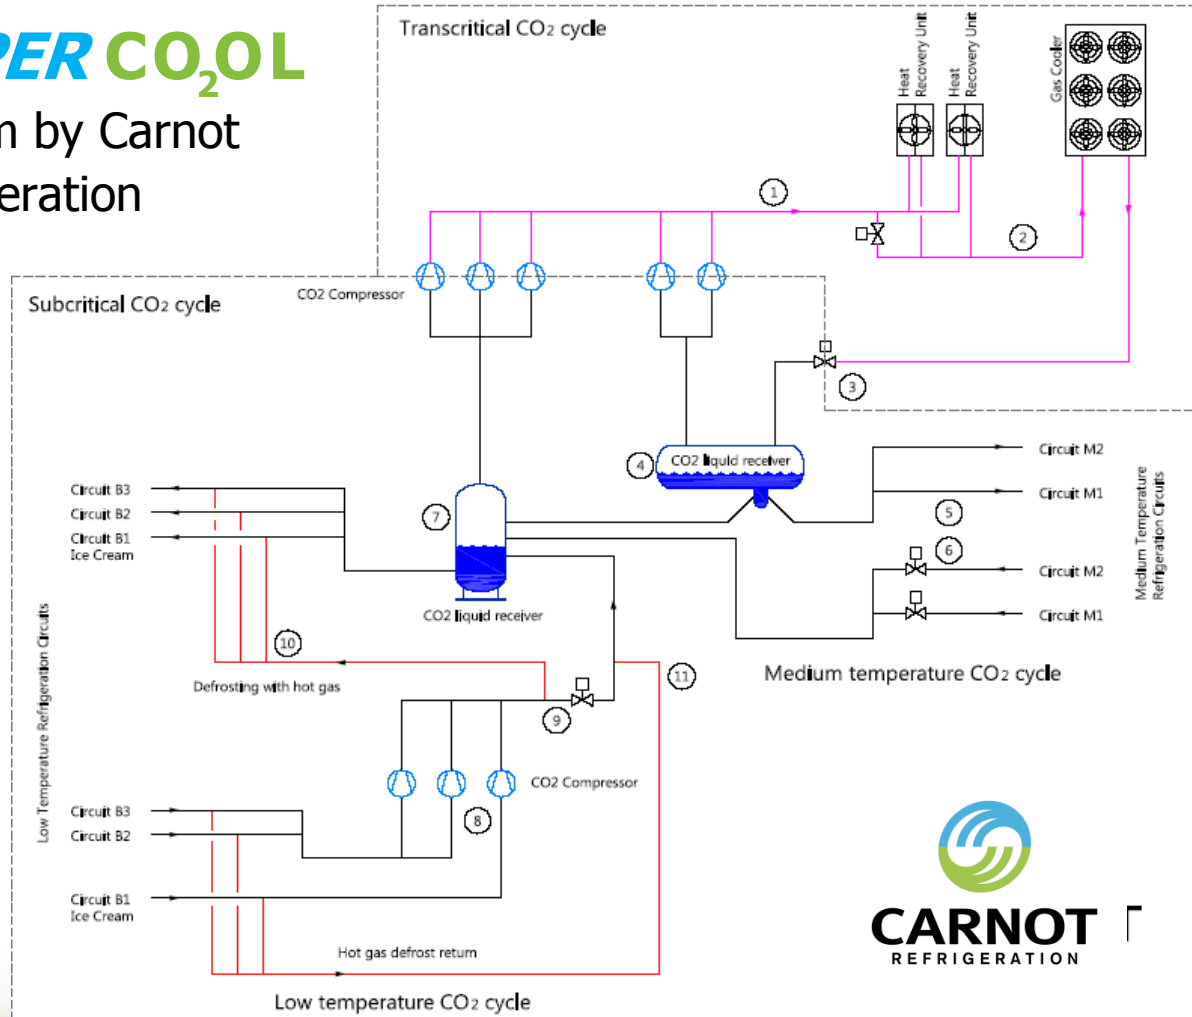 PER CO2OL
m by Carnot
eration
Transcritical CO2 cycle
Heat
Recovery Unit
Heat
Recovery Unit
Gas Cooler
1
2
CO2 Compressor
Subcritical CO2 cycle
3
4
CO2 liquid receiver
Circuit M2
Circuit M1
5
6
Circuit M2
Circuit M1
Medium Temperature
Refrigeration Circuits
Circuit B3
Circuit B2
Circuit B1
Ice Cream
7
CO2 liquid receiver
10
Defrosting with hot gas
11
Medium temperature CO2 cycle
9
CO2 Compressor
8
Low Temperature Refrigeration Circuits
Circuit B3
Circuit B2
Circuit B1
Ice Cream
Hot gas defrost return
Low temperature CO2 cycle
CARNOT
REFRIGERATION